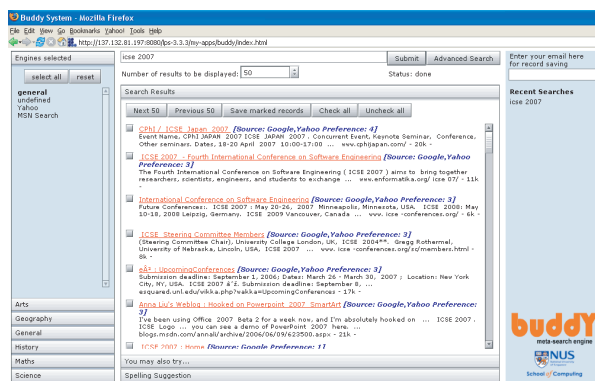 Buddy System - Mozilla Firefox
File Edit View Go Bookmarks Yahoo! Tools Help
http://137.132.81.197:8080/lps-3.3.3/my-apps/buddy/index.html
Engines selected
select all reset
general
undefined
Yahoo
MSN Search
Arts
Geography
General
History
Maths
Science
icse 2007
Submit Advanced Search
Number of results to be displayed: 50
Status: done
Search Results
Next 50 Previous 50 Save marked records Check all Uncheck all
CPhI / ICSE Japan 2007 [Source: Google,Yahoo Preference: 4]
Event Name, CPhI JAPAN 2007 ICSE JAPAN 2007. Concurrent Event, Keynote Seminar, Conference,
Other seminars. Dates, 18-20 April 2007 10:00-17:00 ... www.cphijapan.com/ - 20k -
ICSE 2007 - Fourth International Conference on Software Engineering [Source: Google,Yahoo
Preference: 3]
The Fourth International Conference on Software Engineering ( ICSE 2007 ) aims to bring together
researchers, scientists, engineers, and students to exchange ... www.enformatika.org/ icse 07/ - 11k
-
International Conference on Software Engineering [Source: Google,Yahoo Preference: 3]
Future Conferences:. ICSE 2007 : May 20-26, 2007 Minneapolis, Minnesota, USA. ICSE 2008: May
10-18, 2008 Leipzig, Germany. ICSE 2009 Vancouver, Canada ... www. icse -conferences.org/ - 6k -
ICSE Steering Committee Members [Source: Google,Yahoo Preference: 3]
(Steering Committee Chair), University College London, UK, ICSE 2004**. Gregg Rothermel,
University of Nebraska, Lincoln, USA, ICSE 2007 ... www. icse -conferences.org/sc/members.html -
8k -
eÂ² : UpcomingConferences [Source: Google,Yahoo Preference: 3]
Submission deadline: September 1, 2006; Dates: March 26 - March 30, 2007 ; Location: New York
City, NY, USA. ICSE 2007 Submission deadline: September 8, ...
esquared.unl.edu/wikka.php?wakka=UpcomingConferences - 17k -
Anna Liu's Weblog : Hooked on Powerpoint 2007 SmartArt [Source: Google,Yahoo Preference:
3]
I've been using Office 2007 Beta 2 for a week now, and I'm absolutely hooked on ... ICSE 2007 .
ICSE Logo ... you can see a demo of PowerPoint 2007 here. ...
blogs.msdn.com/annali/archive/2006/06/09/623500.aspx - 21k -
ICSE 2007 : Home [Source: Google Preference: 1]
You may also try...
Spelling Suggestion
Enter your email here
for record saving
Recent Searches
icse 2007
buddY
meta-search engine
NUS
School of Computing